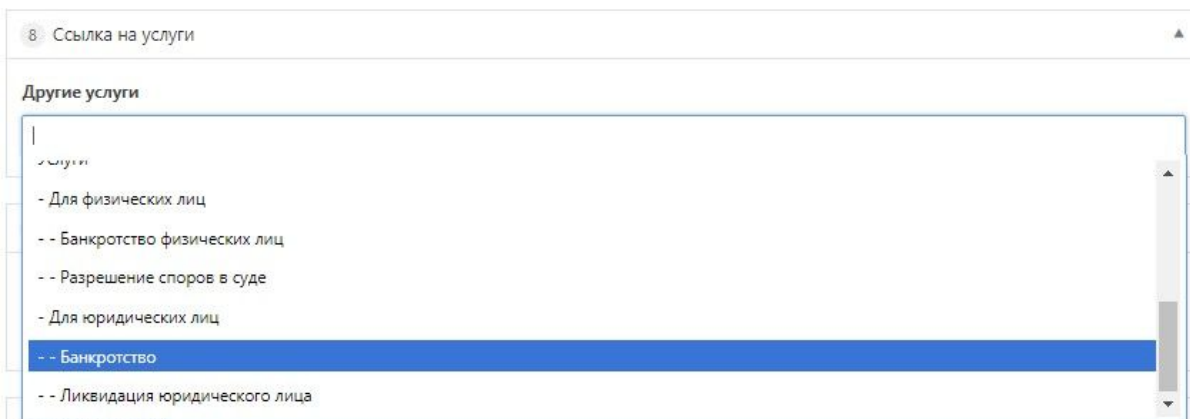 8 Ссылка на услуги
Другие услуги
Услуги
- Для физических лиц
- - Банкротство физических лиц
- - Разрешение споров в суде
- Для юридических лиц
- - Банкротство
- - Ликвидация юридического лица